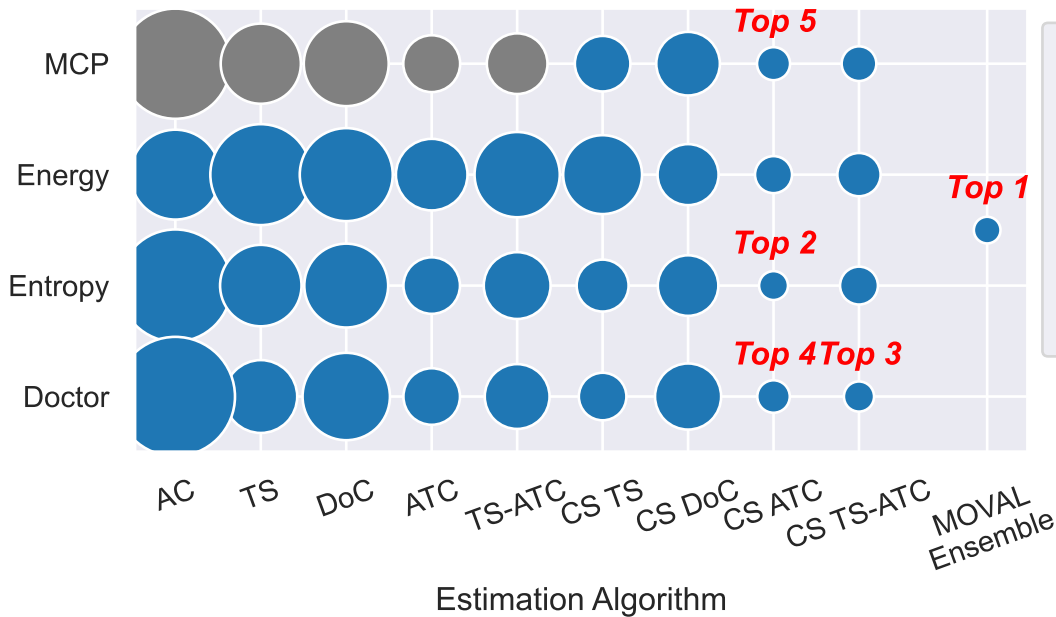 Top 5
MCP
Energy
Top 1
Top 2
Entropy
Top 4 Top 3
Doctor
AC
TS
DoC
ATC
TS-ATC
CS TS
CS DoC
CS ATC
CS TS-ATC
MOVAL
Ensemble
Estimation Algorithm